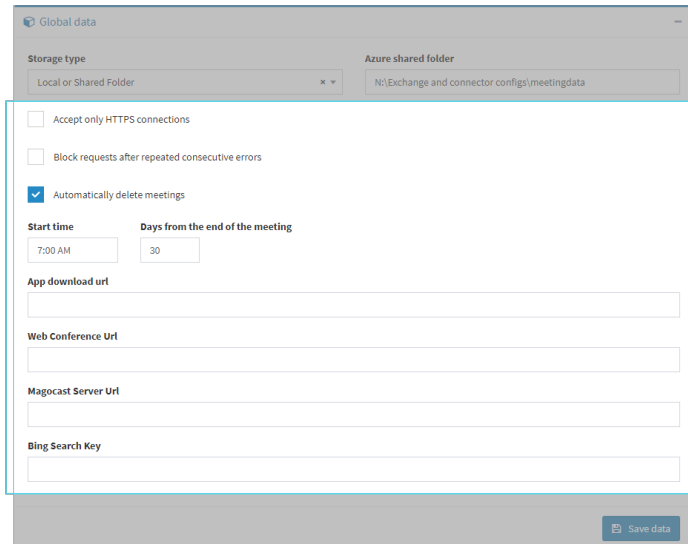 Global data
Storage type Azure shared folder
Local or Shared Folder × N:\Exchange and connector configs\meetingdata
Accept only HTTPS connections
Block requests after repeated consecutive errors
Automatically delete meetings
Start time Days from the end of the meeting
7:00 AM 30
App download url
Web Conference Url
Magocast Server Url
Bing Search Key
Save data